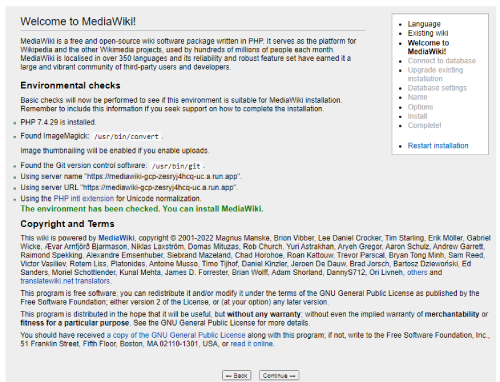 Welcome to MediaWiki!
MediaWiki is a free and open-source wiki software package written in PHP. It serves as the platform for
Wikipedia and the other Wikimedia projects, used by hundreds of millions of people each month.
MediaWiki is localised in over 350 languages and its reliability and robust feature set have earned it a
large and vibrant community of third-party users and developers.
Environmental checks
Basic checks will now be performed to see if this environment is suitable for MediaWiki installation.
Remember to include this information if you seek support on how to complete the installation.
PHP 7.4.29 is installed.
Found ImageMagick: /usr/bin/convert.
Image thumbnailing will be enabled if you enable uploads.
Found the Git version control software: /usr/bin/git.
Using server name "https://mediawiki-gcp-zesryj4hcq-uc.a.run.app".
Using server URL "https://mediawiki-gcp-zesryj4hcq-uc.a.run.app".
Using the PHP intl extension for Unicode normalization.
The environment has been checked. You can install MediaWiki.
Copyright and Terms
This wiki is powered by MediaWiki, copyright © 2001-2022 Magnus Manske, Brion Vibber, Lee Daniel Crocker, Tim Starling, Erik Möller, Gabriel
Wicke, Ævar Arnfjörð Bjarmason, Niklas Laxström, Domas Mituzas, Rob Church, Yuri Astrakhan, Aryeh Gregor, Aaron Schulz, Andrew Garrett,
Raimond Spekking, Alexandre Emsenhuber, Siebrand Mazeland, Chad Horohoe, Roan Kattouw, Trevor Parscal, Bryan Tong Minh, Sam Reed,
Victor Vasiliev, Rotem Liss, Platonides, Antoine Musso, Timo Tijhof, Daniel Kinzler, Jeroen De Dauw, Brad Jorsch, Bartosz Dziewoński, Ed
Sanders, Moriel Schottlender, Kunal Mehta, James D. Forrester, Brian Wolff, Adam Shorland, DannyS712, Ori Livneh, others and
translatewiki.net translators.
This program is free software; you can redistribute it and/or modify it under the terms of the GNU General Public License as published by the
Free Software Foundation; either version 2 of the License, or (at your option) any later version.
This program is distributed in the hope that it will be useful, but without any warranty; without even the implied warranty of merchantability or
fitness for a particular purpose. See the GNU General Public License for more details.
You should have received a copy of the GNU General Public License along with this program; if not, write to the Free Software Foundation, Inc.,
51 Franklin Street, Fifth Floor, Boston, MA 02110-1301, USA, or read it online.
← Back
Continue →
Language
Existing wiki
Welcome to
MediaWiki!
Connect to database
Upgrade existing
installation
Database settings
Name
Options
Install
Complete!
Restart installation